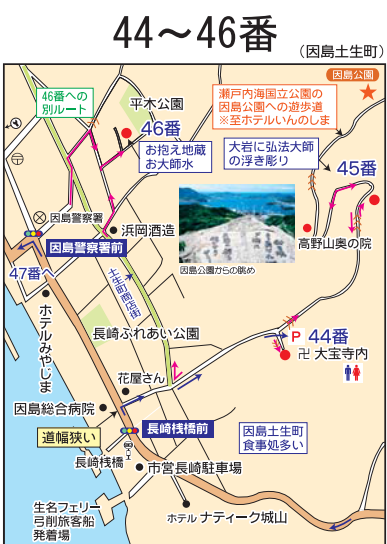 44～46番
（因島土生町）
因島公園
46番への
別ルート
平木公園
瀬戸内海国立公園の
因島公園への遊歩道
※至ホテルいんのしま
46番
お抱え地蔵
お大師水
大岩に弘法大師
の浮き彫り
45番
因島警察署
浜岡酒造
高野山奥の院
因島警察署前
47番へ
因島公園からの眺め
土生町商店街
ホテルみやじま
長崎ふれあい公園
P
44番
卍 大宝寺内
花屋さん
因島総合病院
長崎桟橋前
道幅狭い
因島土生町
食事処多い
長崎桟橋
市営長崎駐車場
生名フェリー
弓削旅客船
発着場
ホテル ナティーク城山